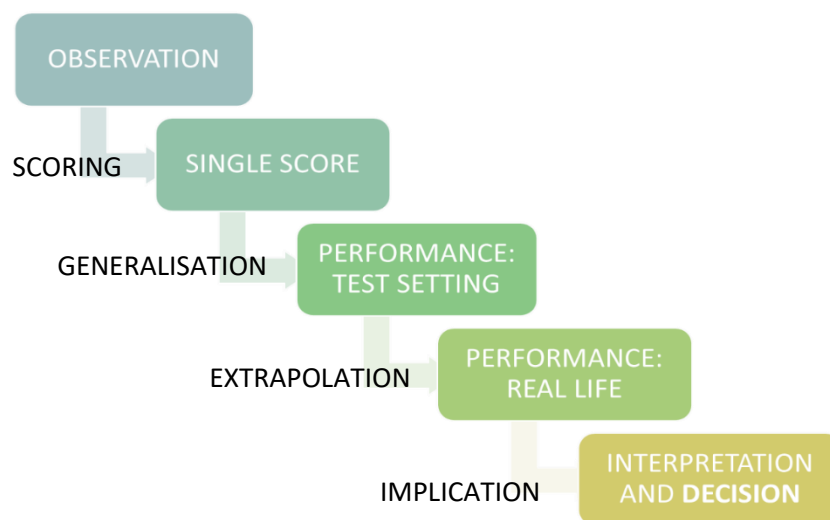 OBSERVATION
SCORING
SINGLE SCORE
GENERALISATION
PERFORMANCE:
TEST SETTING
EXTRAPOLATION
PERFORMANCE:
REAL LIFE
IMPLICATION
INTERPRETATION
AND DECISION